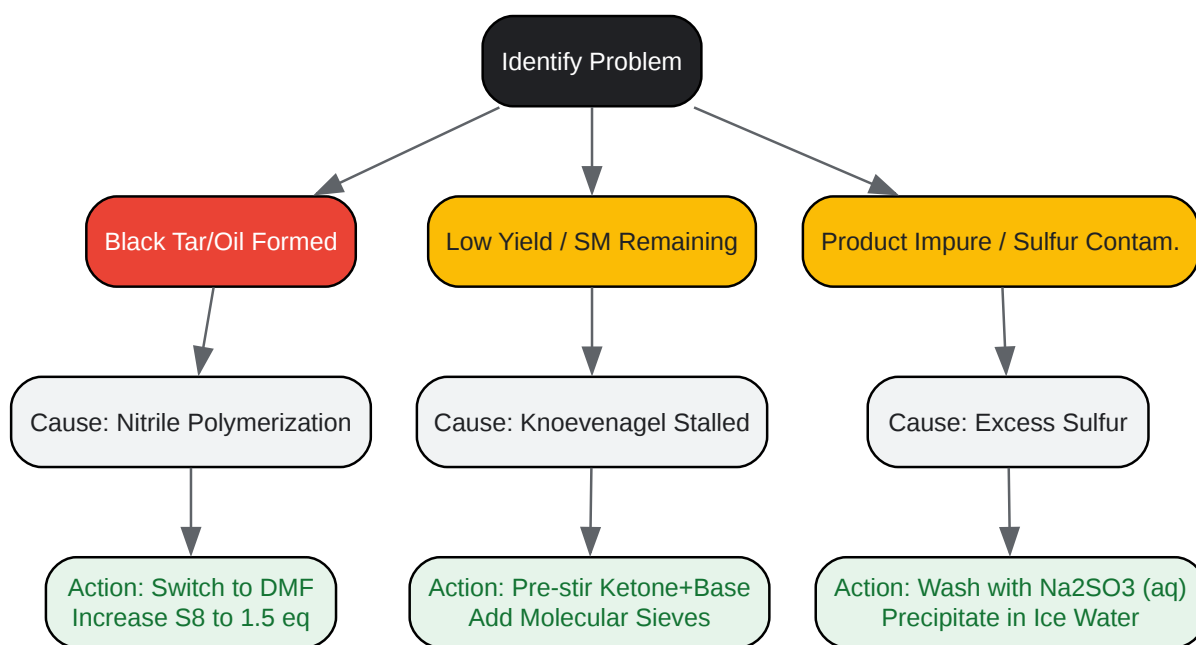 Identify Problem
Black Tar/Oil Formed
Low Yield / SM Remaining
Product Impure / Sulfur Contam.
Cause: Nitrile Polymerization
Cause: Knoevenagel Stalled
Cause: Excess Sulfur
Action: Switch to DMF
Increase S8 to 1.5 eq
Action: Pre-stir Ketone+Base
Add Molecular Sieves
Action: Wash with Na2SO3 (aq)
Precipitate in Ice Water